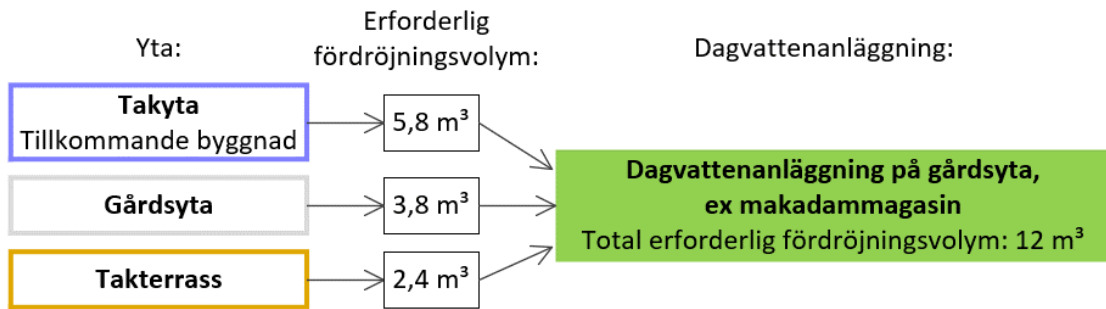 Yta:
Erforderlig
fördröjningsvolym:
Dagvattenanläggning:
Takyta
Tillkommande byggnad
5,8 m³
Gårdsyta
3,8 m³
Takterrass
2,4 m³
Dagvattenanläggning på gårdsyta,
ex makadammagasin
Total erforderlig fördröjningsvolym: 12 m³